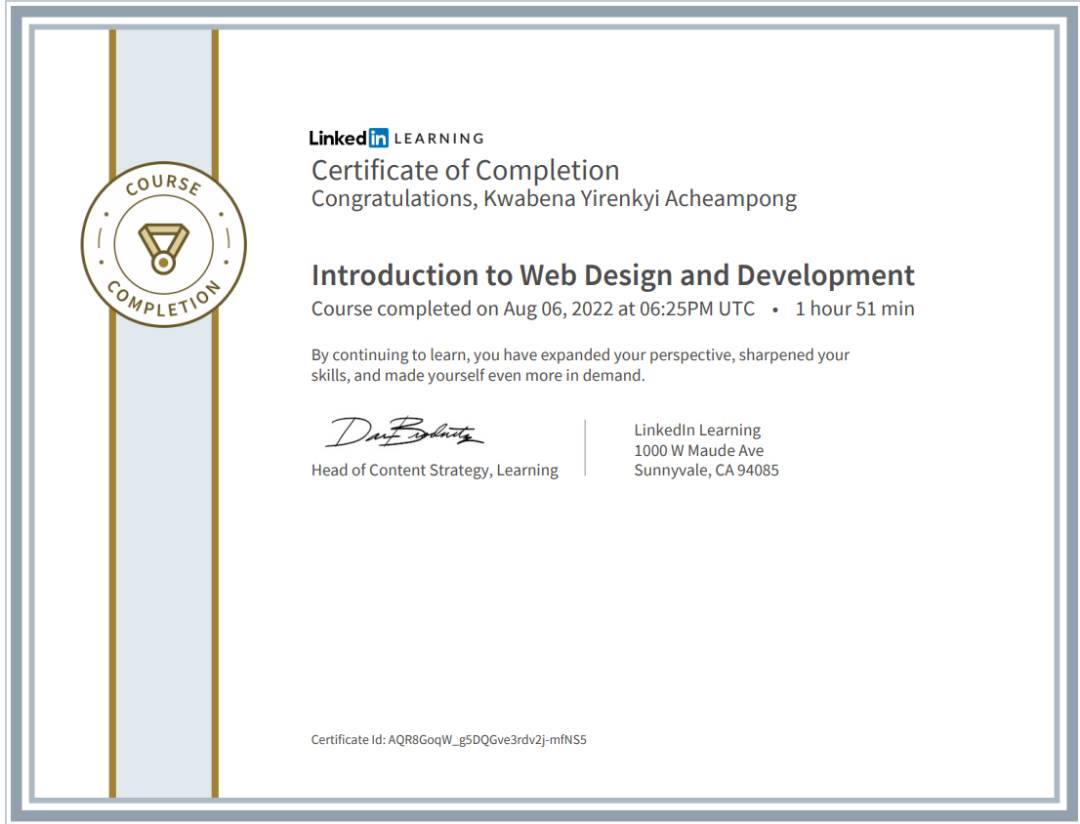 COURSE
COMPLETION
Linked in LEARNING
Certificate of Completion
Congratulations, Kwabena Yirenkyi Acheampong
Introduction to Web Design and Development
Course completed on Aug 06, 2022 at 06:25PM UTC • 1 hour 51 min
By continuing to learn, you have expanded your perspective, sharpened your
skills, and made yourself even more in demand.
Head of Content Strategy, Learning
LinkedIn Learning
1000 W Maude Ave
Sunnyvale, CA 94085
Certificate Id: AQR8GoqW_g5DQGve3rdv2j-mfNS5